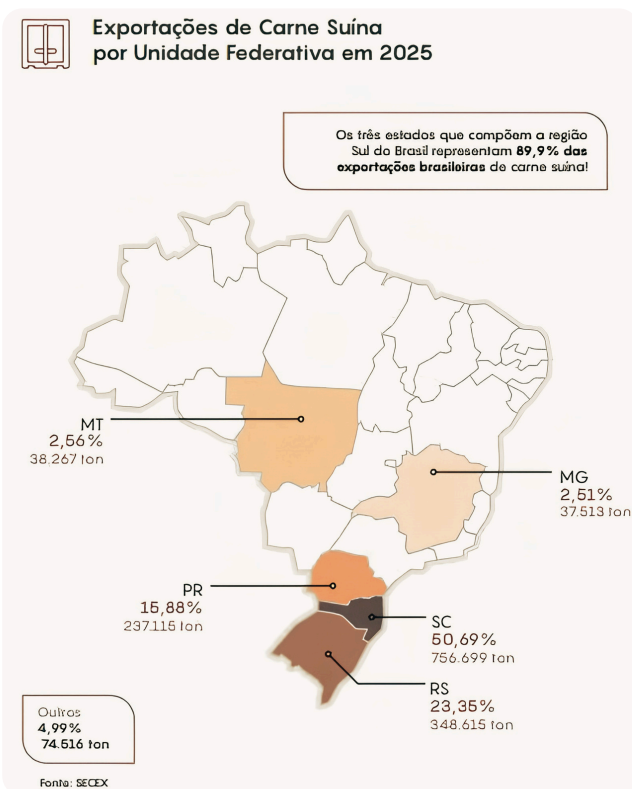 Exportações de Carne Suína
por Unidade Federativa em 2025
Os três estados que compõem a região
Sul do Brasil representam 89,9% das
exportações brasileiras de carne suína!
MT
2,56%
38.267 ton
MG
2,51%
37.513 ton
PR
15,88%
237.115 ton
SC
50,69%
756.699 ton
RS
23,35%
348.615 ton
Outros
4,99%
74.516 ton
Fonte: SECEX